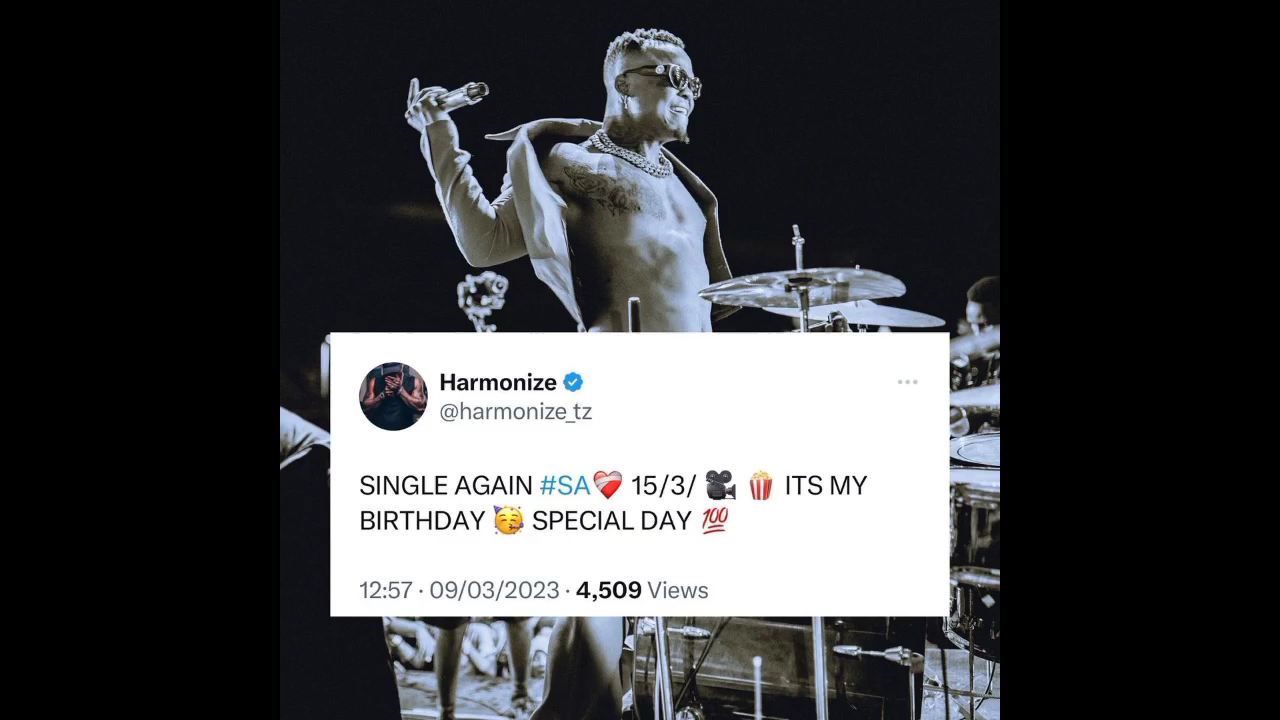 Harmonize
@harmonize_tz
SINGLE AGAIN #SA❤️‍🩹 15/3/ 🎥 🍿 ITS MY
BIRTHDAY 🥳 SPECIAL DAY 💯
12:57 · 09/03/2023 · 4,509 Views